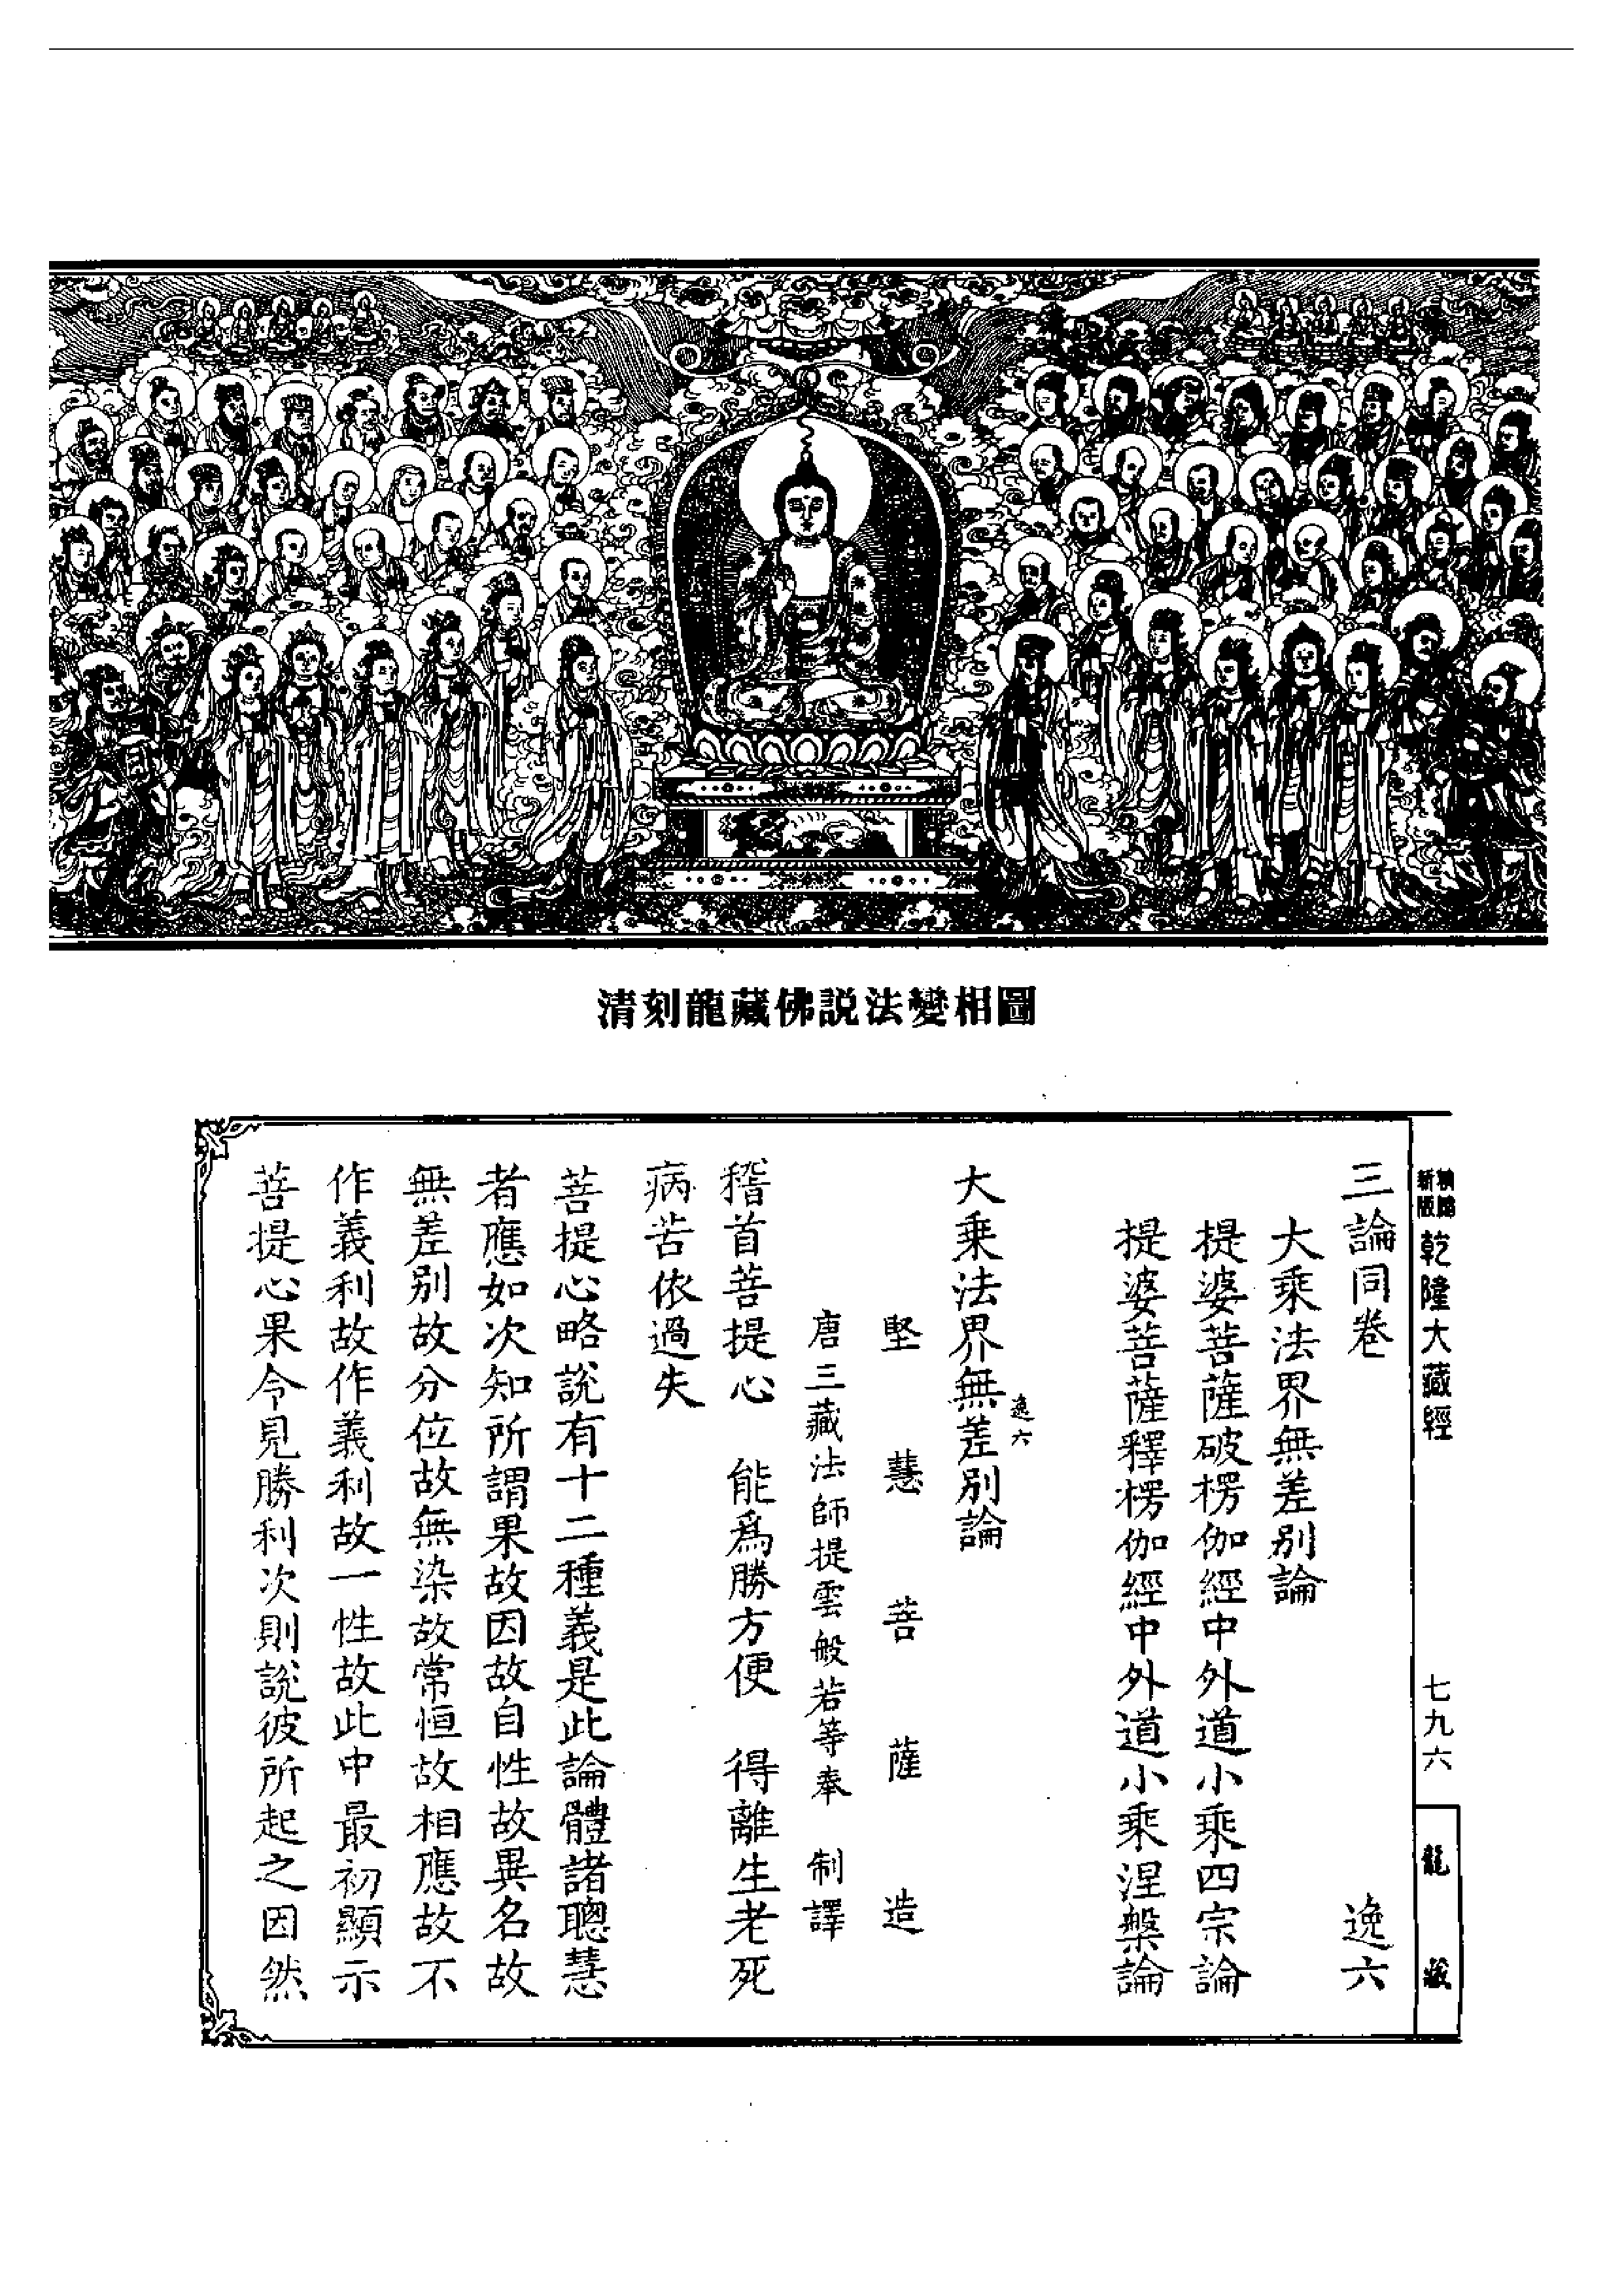 清刻龍藏佛説法變相圖
新版
乾隆大藏經
七九六
龍藏
三論同卷 逸六
大乘法界無差别論
提婆菩薩破楞伽經中外道小乘四宗論
提婆菩薩釋楞伽經中外道小乘涅槃論
大乘法界無差别論 逸六
堅慧菩薩造
唐三藏法師提雲般若等奉 制譯
稽首菩提心 能爲勝方便 得離生老死
病苦依過失
菩提心略說有十二種義是此論體諸聰慧
者應如次知所謂果故因故自性故異名故
無差别故分位故無染故常恒故相應故不
作義利故作義利故一性故此中最初顯示
菩提心果令見勝利次則說彼所起之因然